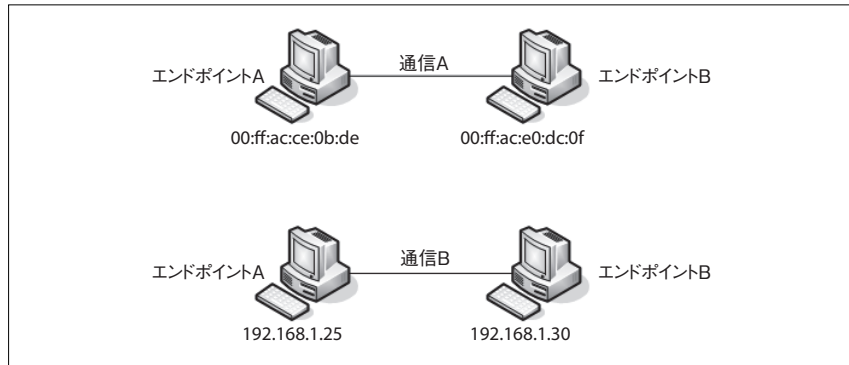 通信A
エンドポイントA
エンドポイントB
00:ff:ac:ce:0b:de
00:ff:ac:e0:dc:0f
通信B
エンドポイントA
エンドポイントB
192.168.1.25
192.168.1.30